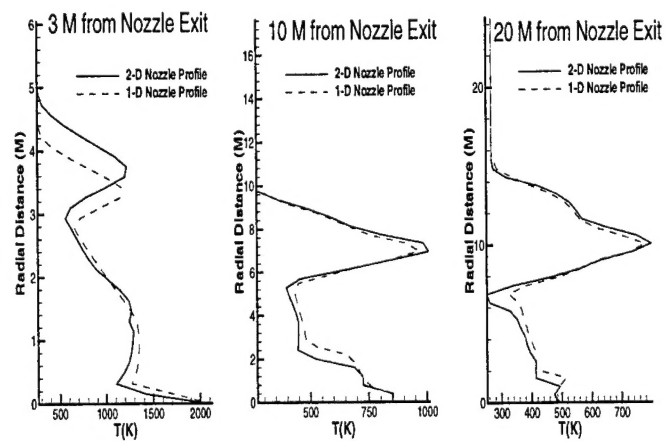 3 M from Nozzle Exit
2-D Nozzle Profile
1-D Nozzle Profile
Radial Distance (M)
6
5
4
3
2
1
0
500
1000
1500
2000
T(K)
10 M from Nozzle Exit
2-D Nozzle Profile
1-D Nozzle Profile
Radial Distance (M)
16
14
12
10
8
6
4
2
0
500
750
1000
T(K)
20 M from Nozzle Exit
2-D Nozzle Profile
1-D Nozzle Profile
Radial Distance (M)
20
10
0
300
400
500
600
700
T(K)